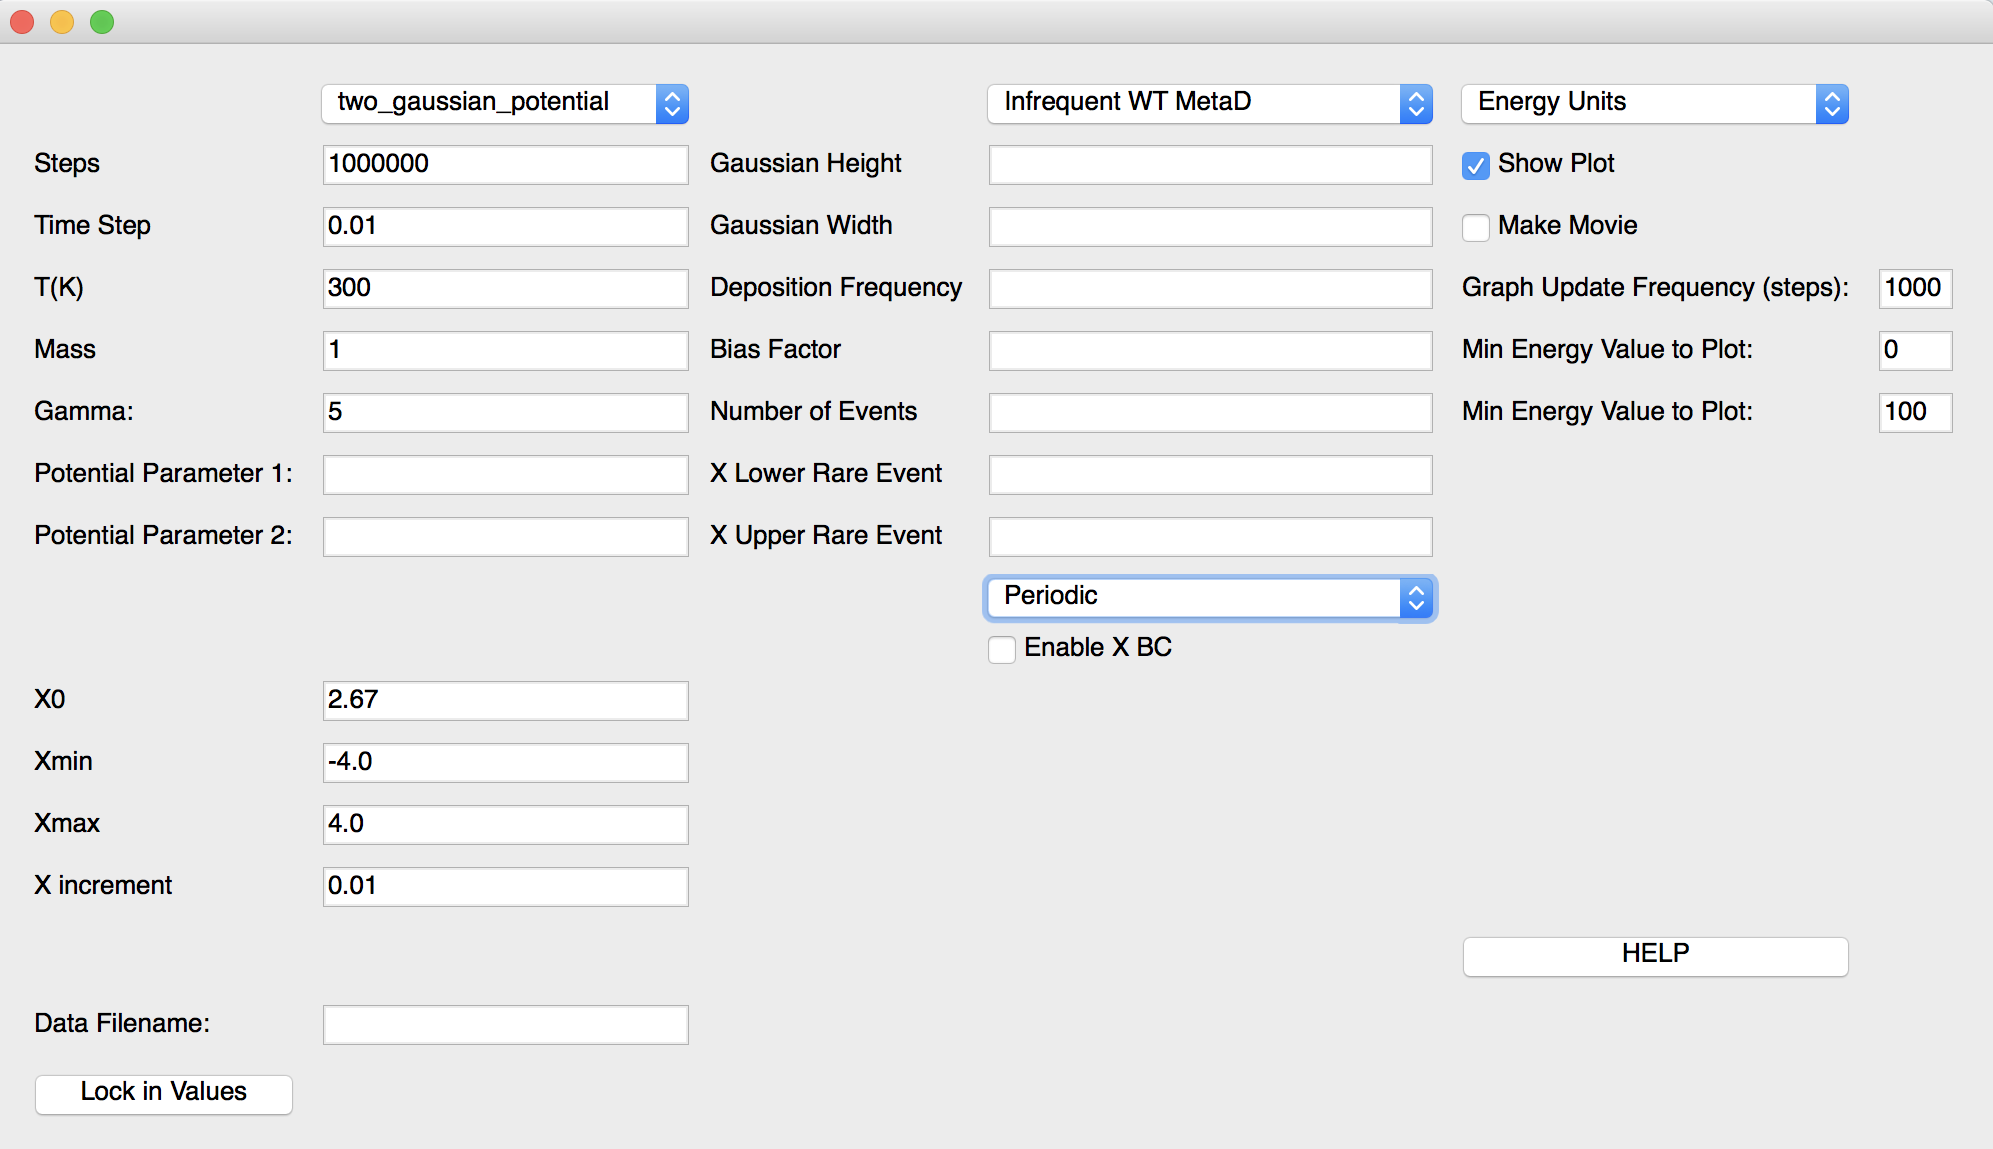 two_gaussian_potential
Infrequent WT MetaD
Energy Units
Steps
1000000
Gaussian Height
Show Plot
Time Step
0.01
Gaussian Width
Make Movie
T(K)
300
Deposition Frequency
Graph Update Frequency (steps):
1000
Mass
1
Bias Factor
Min Energy Value to Plot:
0
Gamma:
5
Number of Events
Min Energy Value to Plot:
100
Potential Parameter 1:
X Lower Rare Event
Potential Parameter 2:
X Upper Rare Event
Periodic
Enable X BC
X0
2.67
Xmin
-4.0
Xmax
4.0
X increment
0.01
HELP
Data Filename:
Lock in Values